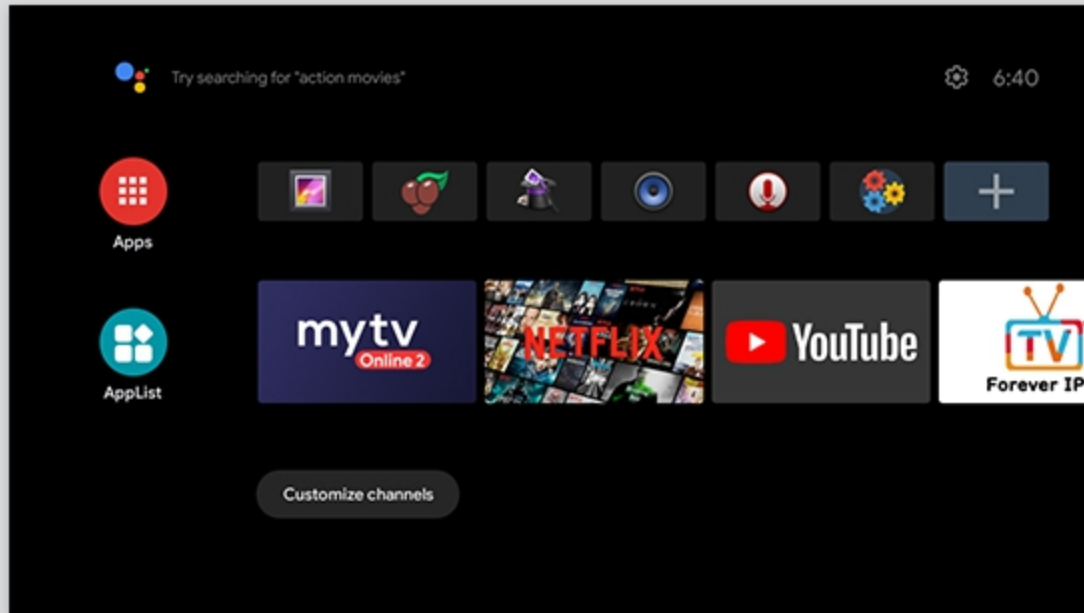 Try searching for "action movies"
6:40
Apps
mytv
Online 2
NETFLIX
YouTube
TV
Forever IP
AppList
Customize channels